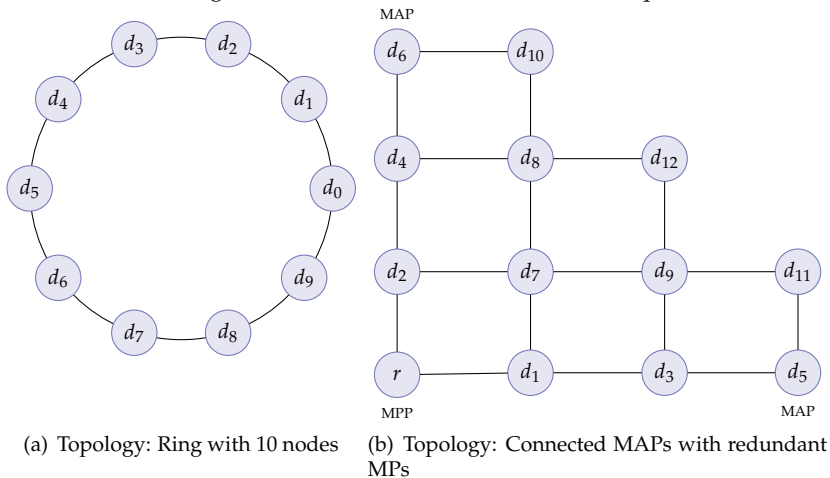 MAP
d3 d2
d6 d10
d4 d1
d4 d8 d12
d5 d0
d2 d7 d9 d11
d6 d9
d7 d8
r d1 d3 d5
MPP MAP
(a) Topology: Ring with 10 nodes
(b) Topology: Connected MAPs with redundant
MPs